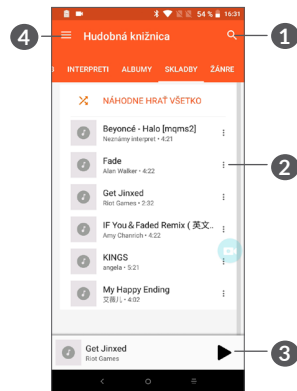 54 % 16:31
Hudobná knižnica
INTERPRETI ALBUMY SKLADBY ŽÁNRE
NÁHODNE HRAŤ VŠETKO
Beyoncé - Halo [mqms2]
Neznámy interpret • 4:21
Fade
Alan Walker • 4:22
Get Jinxed
Riot Games • 2:32
IF You & Faded Remix ( 英文..
Amy Chanrich • 4:22
KINGS
angela • 5:21
My Happy Ending
艾薇儿 • 4:02
Get Jinxed
Riot Games
1
2
3
4